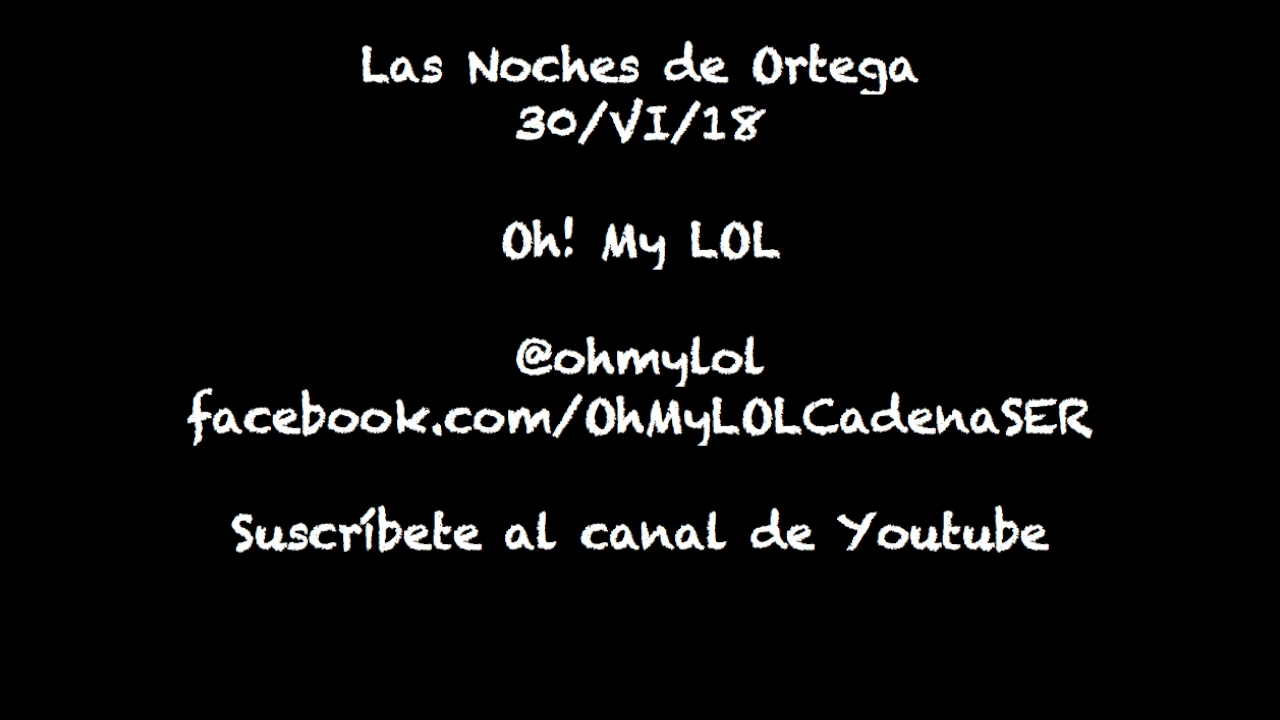 Las Noches de Ortega
30/VI/18
Oh! My LOL
@ohmylol
facebook.com/OhMyLOLCadenaSER
Suscríbete al canal de Youtube